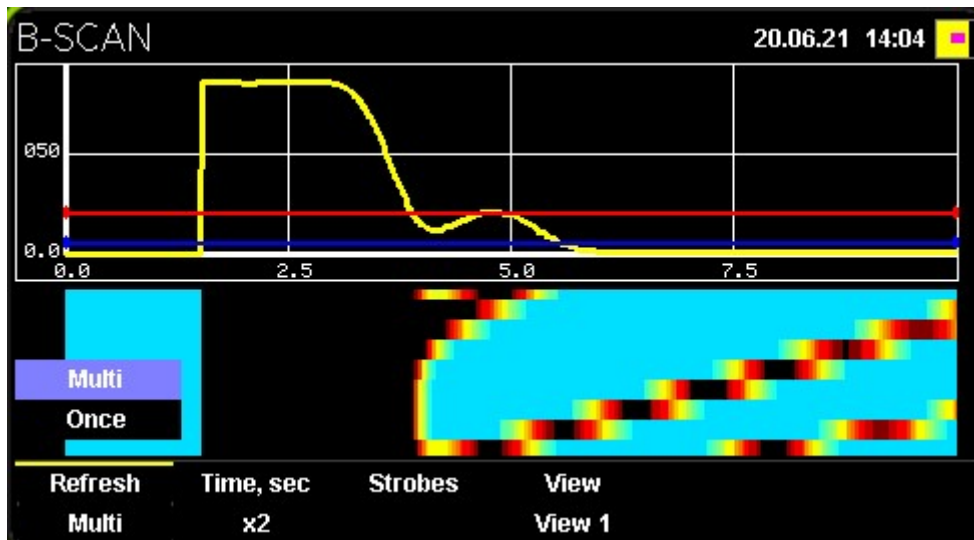 B-SCAN 20.06.21 14:04
050
0.0
0.0 2.5 5.0 7.5
Multi
Once
Refresh Time, sec Strobes View
Multi x2 View 1